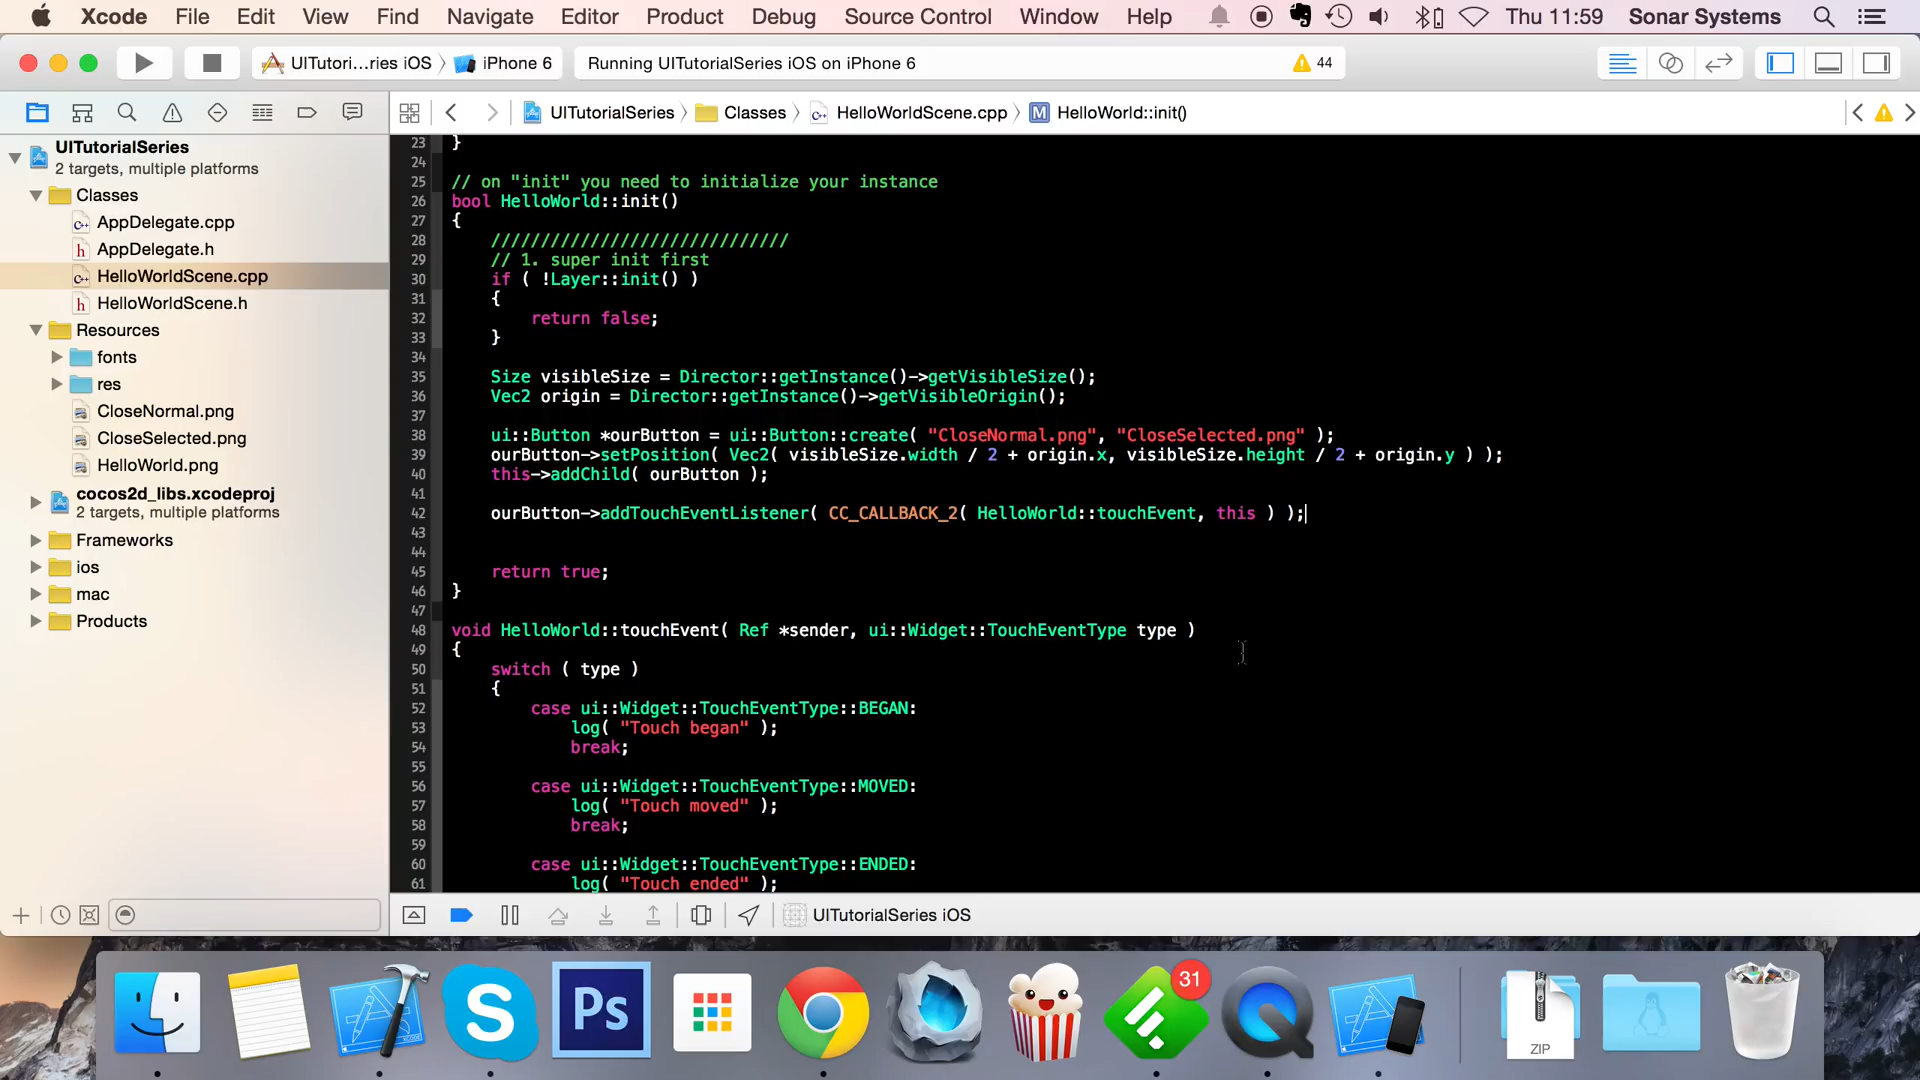 Xcode File Edit View Find Navigate Editor Product Debug Source Control Window Help Thu 11:59 Sonar Systems
UITutori...ries iOS 〉 iPhone 6 Running UITutorialSeries iOS on iPhone 6 44
UITutorialSeries 〉 Classes 〉 HelloWorldScene.cpp 〉 M HelloWorld::init()
UITutorialSeries
2 targets, multiple platforms
Classes
AppDelegate.cpp
AppDelegate.h
HelloWorldScene.cpp
HelloWorldScene.h
Resources
fonts
res
CloseNormal.png
CloseSelected.png
HelloWorld.png
cocos2d_libs.xcodeproj
2 targets, multiple platforms
Frameworks
ios
mac
Products
23 }
24
25 // on "init" you need to initialize your instance
26 bool HelloWorld::init()
27 {
28 //////////////////////////////
29 // 1. super init first
30 if ( !Layer::init() )
31 {
32 return false;
33 }
34
35 Size visibleSize = Director::getInstance()->getVisibleSize();
36 Vec2 origin = Director::getInstance()->getVisibleOrigin();
37
38 ui::Button *ourButton = ui::Button::create( "CloseNormal.png", "CloseSelected.png" );
39 ourButton->setPosition( Vec2( visibleSize.width / 2 + origin.x, visibleSize.height / 2 + origin.y ) );
40 this->addChild( ourButton );
41
42 ourButton->addTouchEventListener( CC_CALLBACK_2( HelloWorld::touchEvent, this ) );
43
44
45 return true;
46 }
47
48 void HelloWorld::touchEvent( Ref *sender, ui::Widget::TouchEventType type )
49 {
50 switch ( type )
51 {
52 case ui::Widget::TouchEventType::BEGAN:
53 log( "Touch began" );
54 break;
55
56 case ui::Widget::TouchEventType::MOVED:
57 log( "Touch moved" );
58 break;
59
60 case ui::Widget::TouchEventType::ENDED:
61 log( "Touch ended" );
UITutorialSeries iOS
Ps
31
ZIP